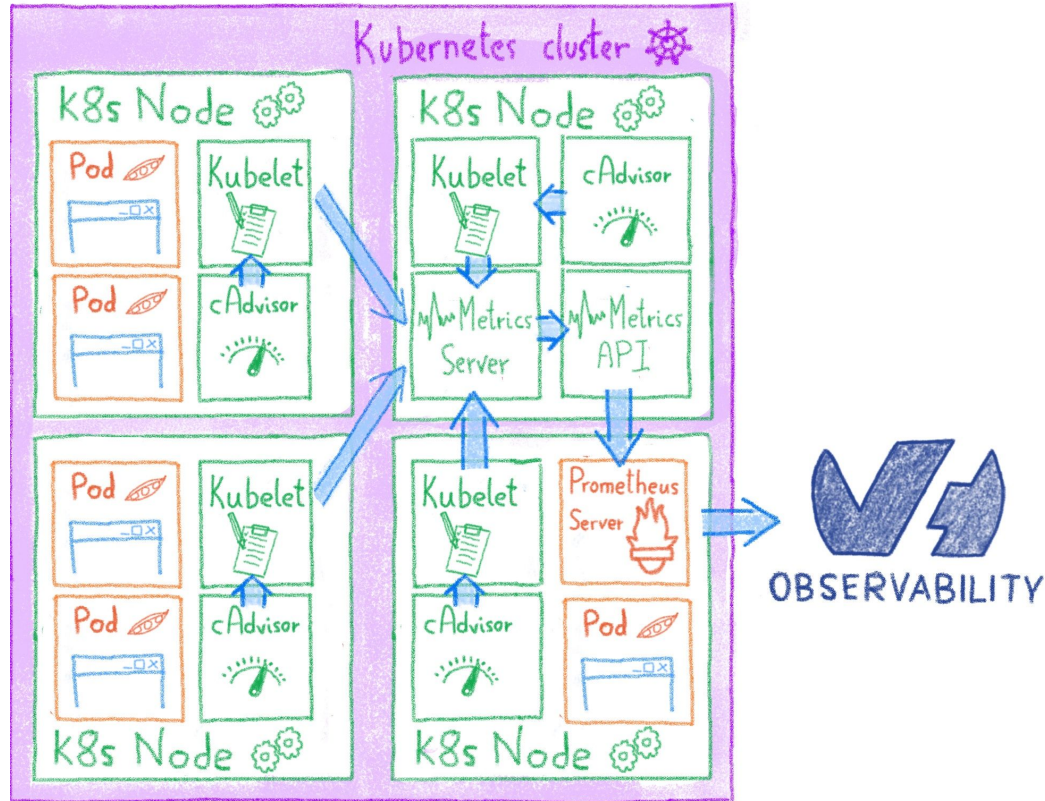 Kubernetes cluster
K8s Node
Pod
Kubelet
Pod
cAdvisor
K8s Node
Kubelet
cAdvisor
Metrics
Server
Metrics
API
Pod
Kubelet
Pod
cAdvisor
K8s Node
Kubelet
Prometheus
Server
cAdvisor
Pod
K8s Node
OBSERVABILITY